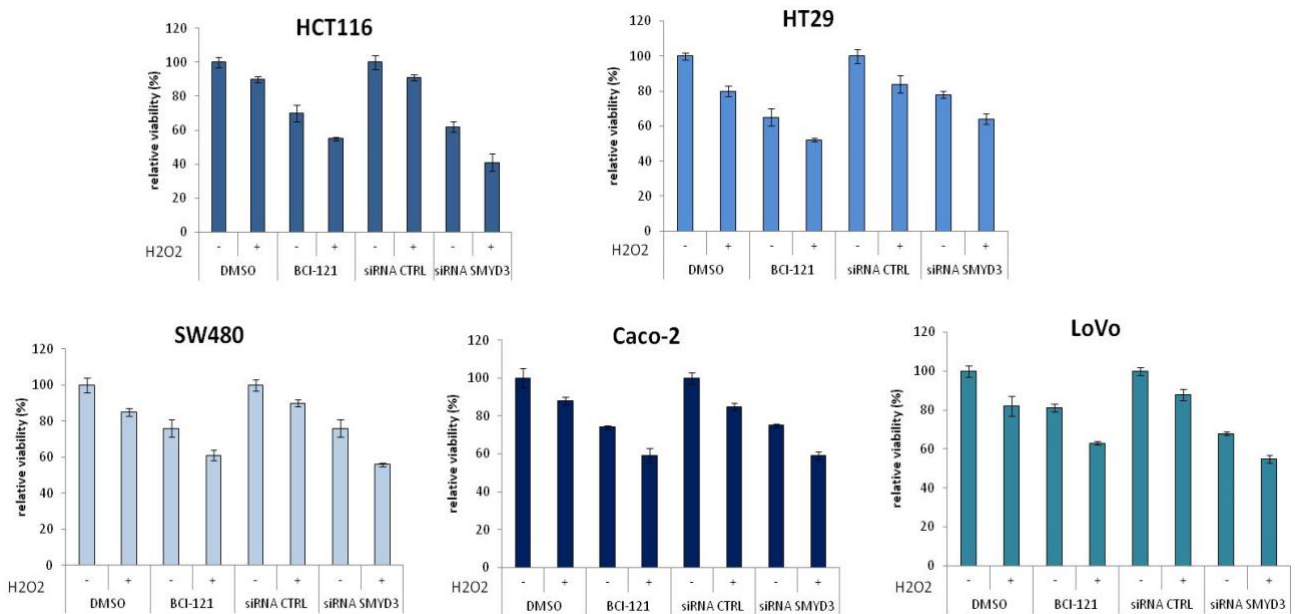 HCT116
relative viability (%)
120
100
80
60
40
20
0
H2O2
- + - + - + - +
DMSO BCI-121 siRNA CTRL siRNA SMYD3
HT29
relative viability (%)
120
100
80
60
40
20
0
H2O2
- + - + - + - +
DMSO BCI-121 siRNA CTRL siRNA SMYD3
SW480
relative viability (%)
120
100
80
60
40
20
0
H2O2
- + - + - + - +
DMSO BCI-121 siRNA CTRL siRNA SMYD3
Caco-2
relative viability (%)
120
100
80
60
40
20
0
H2O2
- + - + - + - +
DMSO BCI-121 siRNA CTRL siRNA SMYD3
LoVo
relative viability (%)
120
100
80
60
40
20
0
H2O2
- + - + - + - +
DMSO BCI-121 siRNA CTRL siRNA SMYD3